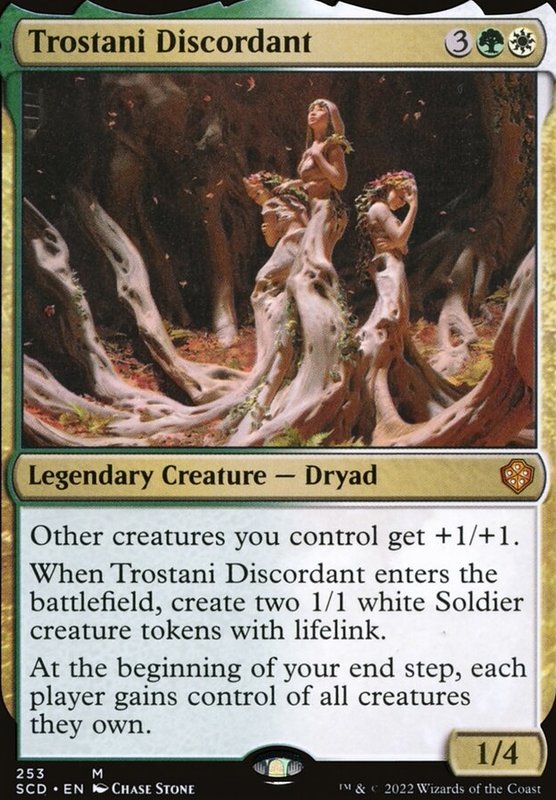 Trostani Discordant 3
Legendary Creature — Dryad
Other creatures you control get +1/+1.
When Trostani Discordant enters the
battlefield, create two 1/1 white Soldier
creature tokens with lifelink.
At the beginning of your end step, each
player gains control of all creatures
they own.
1/4
253 M
SCD • EN Chase Stone ™ & © 2022 Wizards of the Coast